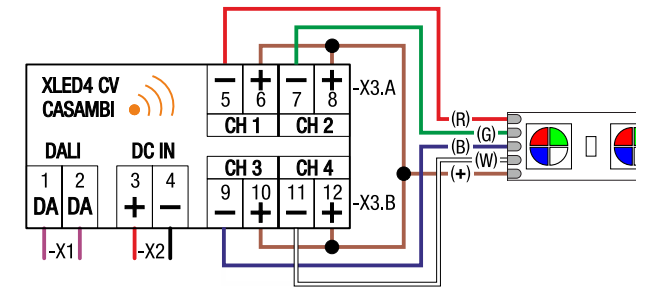 XLED4 CV
CASAMBI
DALI
DC IN
1 2 3 4
DA DA + −
-X1
-X2
− + − +
5 6 7 8
CH 1 CH 2
-X3.A
CH 3 CH 4
9 10 11 12
− + − +
-X3.B
(R)
(G)
(B)
(W)
(+)